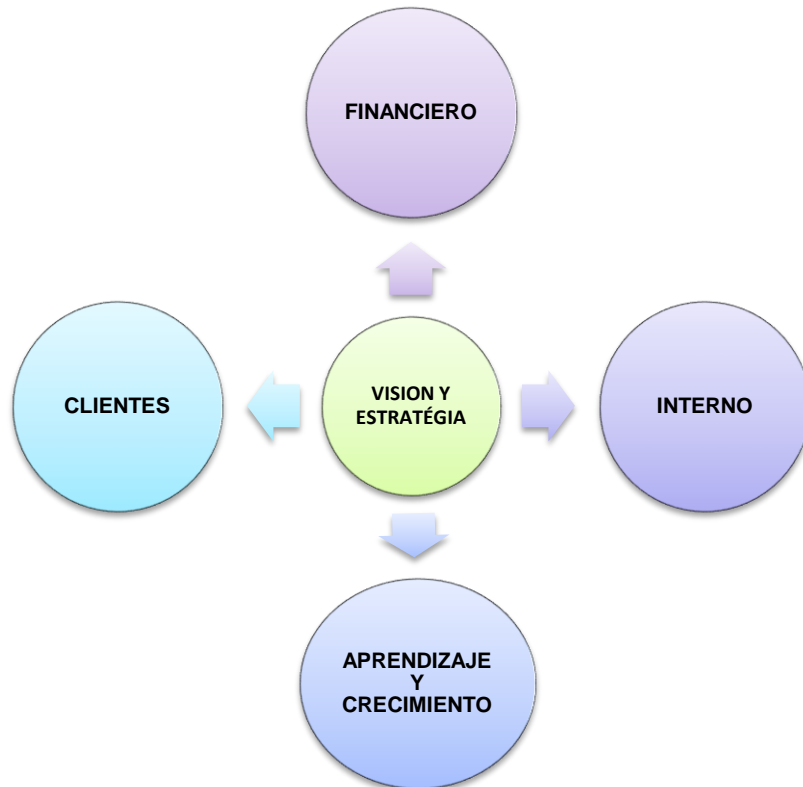 FINANCIERO
CLIENTES
VISION Y
ESTRATÉGIA
INTERNO
APRENDIZAJE
Y
CRECIMIENTO